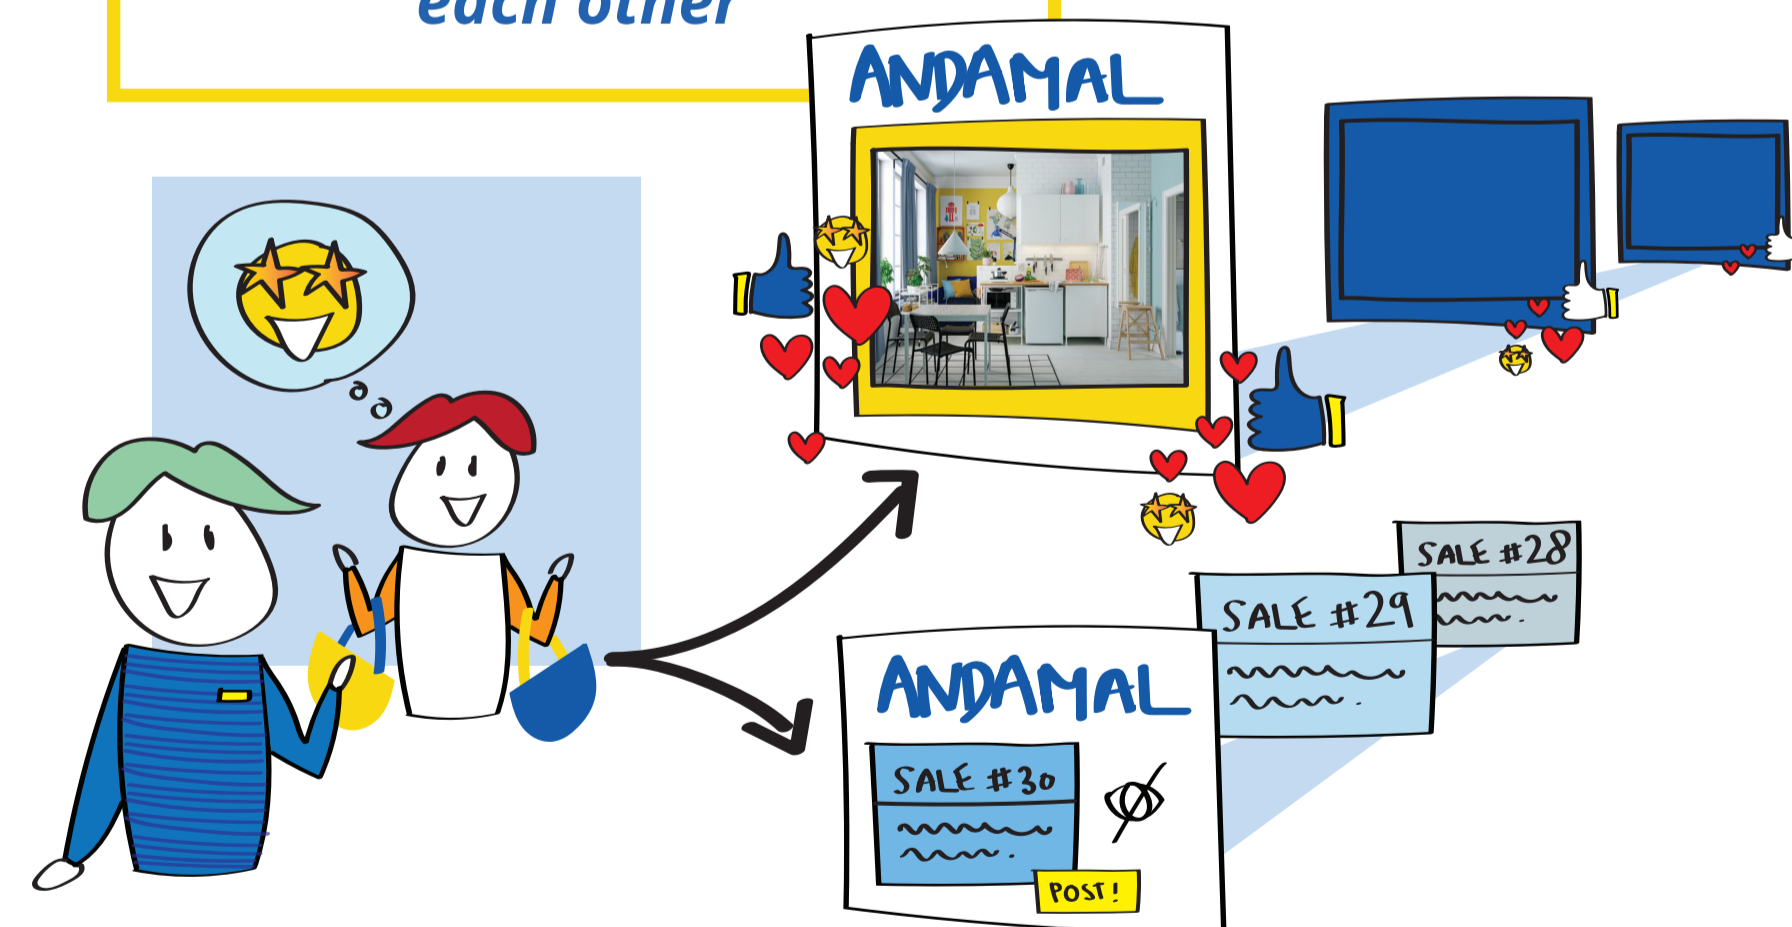 each other
ANDAMAL
SALE #28
SALE #29
ANDAMAL
SALE #30
POST!